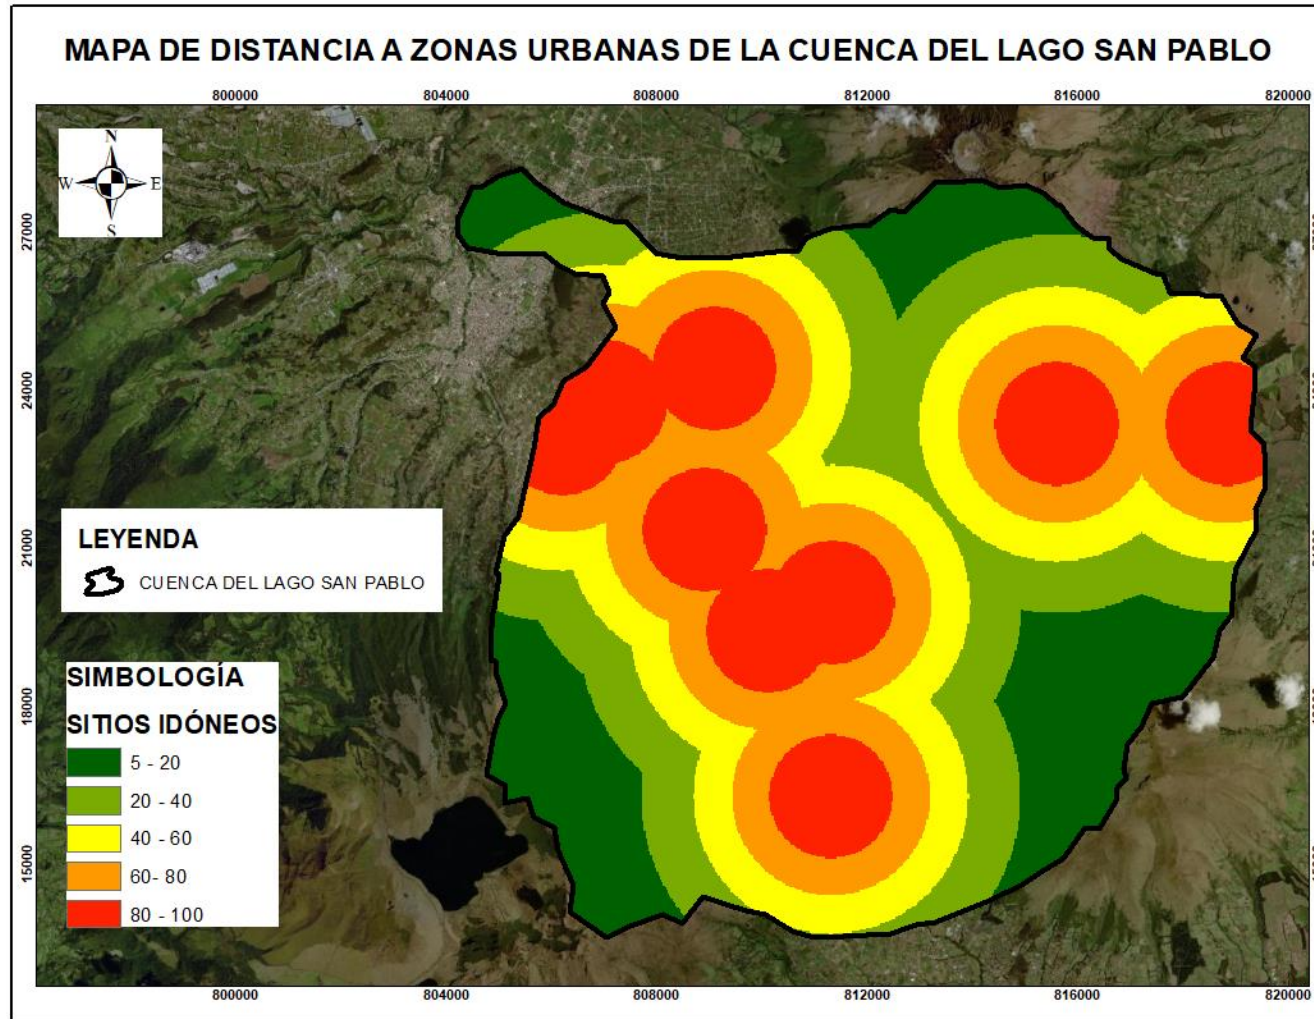 MAPA DE DISTANCIA A ZONAS URBANAS DE LA CUENCA DEL LAGO SAN PABLO
800000 804000 808000 812000 816000 820000
N
W E
S
27000
24000
21000
18000
15000
LEYENDA
CUENCA DEL LAGO SAN PABLO
SIMBOLOGÍA
SITIOS IDÓNEOS
5 - 20
20 - 40
40 - 60
60- 80
80 - 100
800000 804000 808000 812000 816000 820000